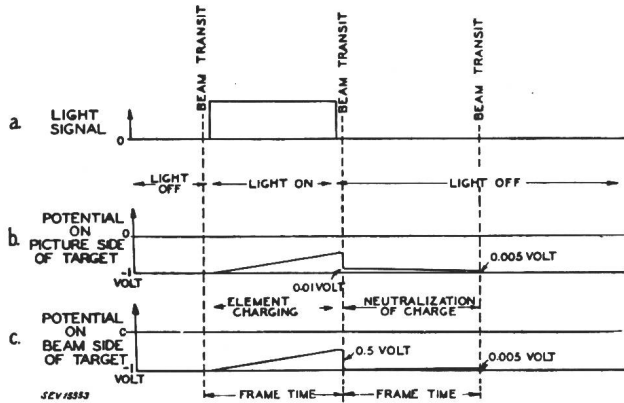 BEAM TRANSIT
BEAM TRANSIT
BEAM TRANSIT
a. LIGHT
SIGNAL
0
LIGHT
OFF
LIGHT ON
LIGHT OFF
b. POTENTIAL
ON
PICTURE SIDE
OF TARGET
0
-1
VOLT
0.01 VOLT
0.005 VOLT
ELEMENT
CHARGING
NEUTRALIZATION
OF CHARGE
c. POTENTIAL
ON
BEAM SIDE
OF TARGET
0
-1
VOLT
0.5 VOLT
0.005 VOLT
SEV15553
FRAME TIME
FRAME TIME